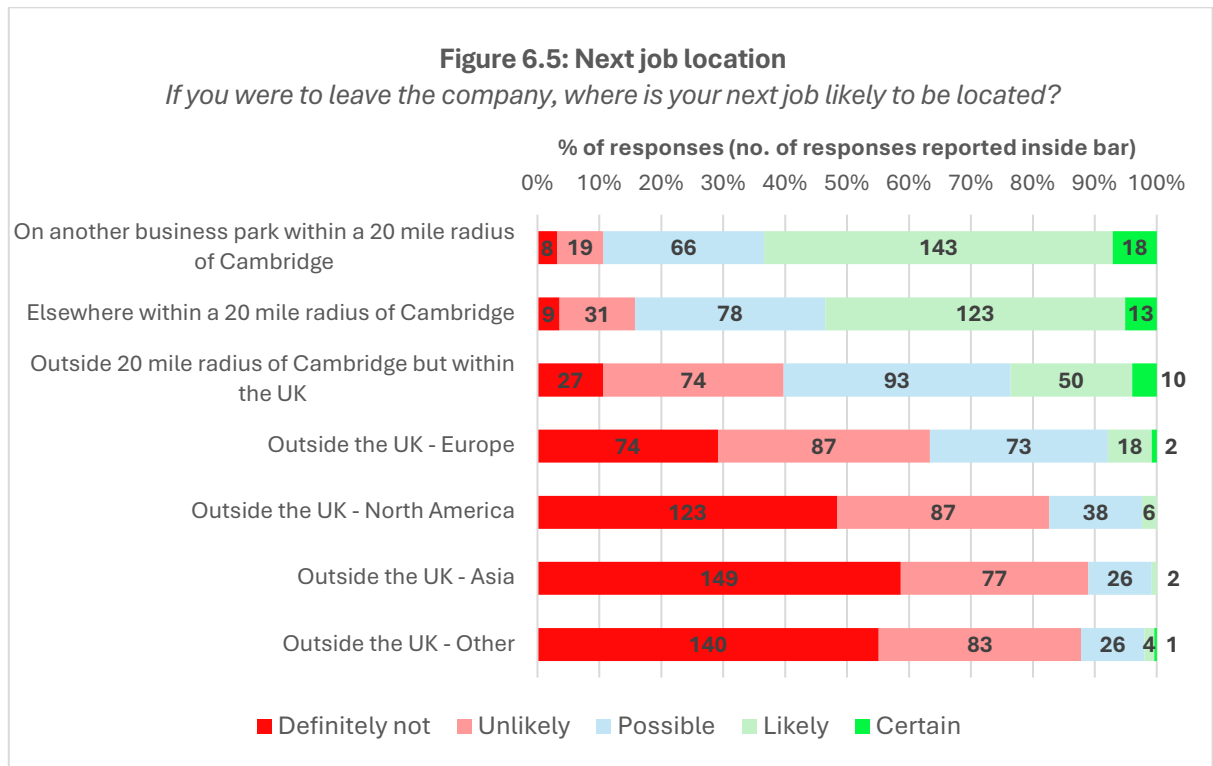 Figure 6.5: Next job location
If you were to leave the company, where is your next job likely to be located?
% of responses (no. of responses reported inside bar)
0% 10% 20% 30% 40% 50% 60% 70% 80% 90% 100%
On another business park within a 20 mile radius
of Cambridge
8 19 66 143 18
Elsewhere within a 20 mile radius of Cambridge
9 31 78 123 13
Outside 20 mile radius of Cambridge but within
the UK
27 74 93 50 10
Outside the UK - Europe
74 87 73 18 2
Outside the UK - North America
123 87 38 6
Outside the UK - Asia
149 77 26 2
Outside the UK - Other
140 83 26 4 1
Definitely not Unlikely Possible Likely Certain